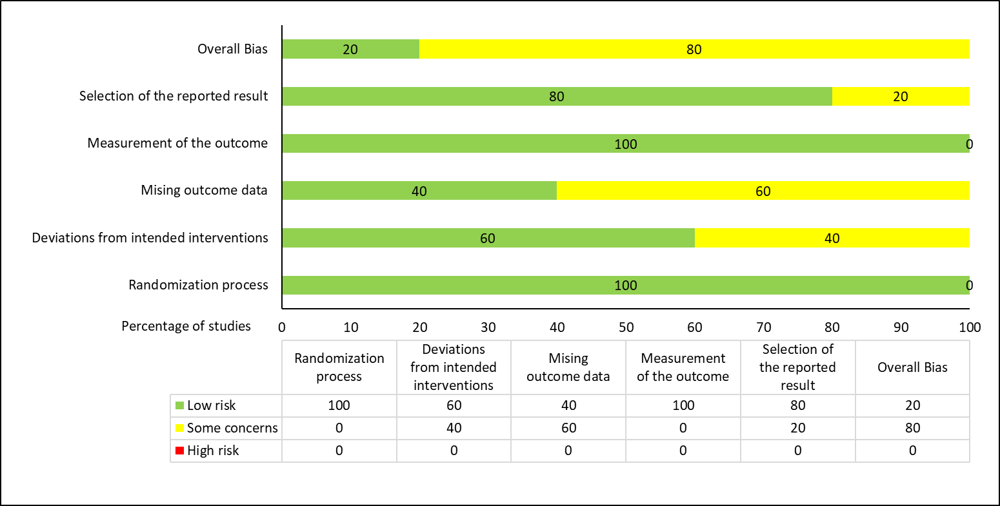 Overall Bias 20 80
Selection of the reported result 80 20
Measurement of the outcome 100 0
Mising outcome data 40 60
Deviations from intended interventions 60 40
Randomization process 100 0
Percentage of studies 0 10 20 30 40 50 60 70 80 90 100
Randomization
process
Deviations
from intended
interventions
Mising
outcome data
Measurement
of the outcome
Selection of
the reported
result
Overall Bias
Low risk 100 60 40 100 80 20
Some concerns 0 40 60 0 20 80
High risk 0 0 0 0 0 0